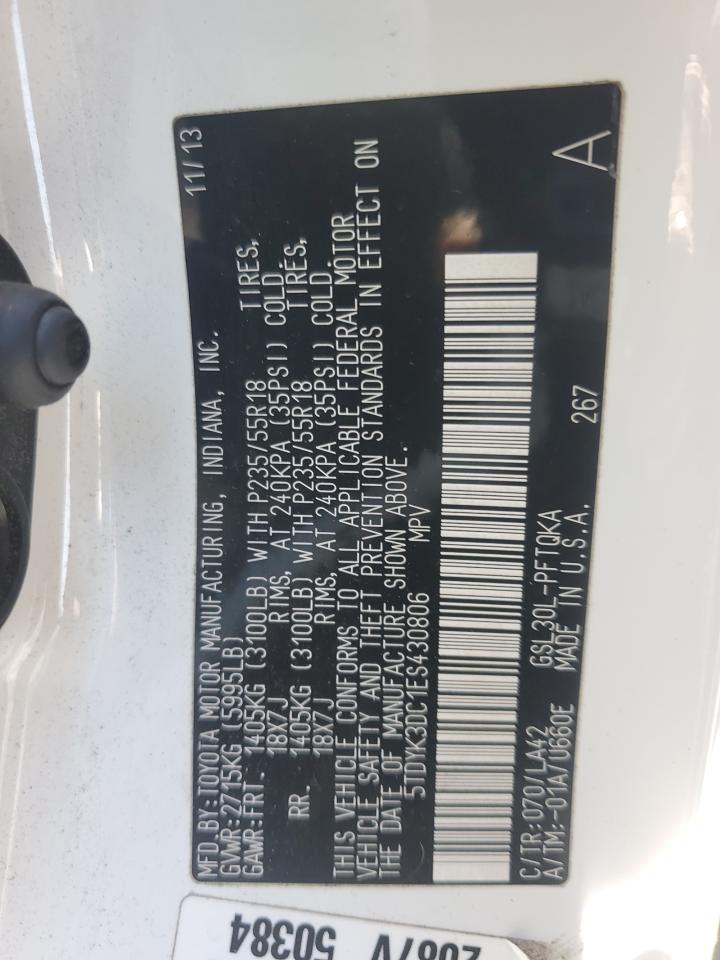 MFD.BY:TOYOTA MOTOR MANUFACTURING, INDIANA, INC. 11/13
GVWR:2715KG (5995LB)
GAWR:FRT. 1405KG (3100LB) WITH P235/55R18 TIRES,
18X7J RIMS, AT 240KPA (35PSI) COLD
RR. 1405KG (3100LB) WITH P235/55R18 TIRES,
18X7J RIMS, AT 240KPA (35PSI) COLD.
THIS VEHICLE CONFORMS TO ALL APPLICABLE FEDERAL MOTOR
VEHICLE SAFETY AND THEFT PREVENTION STANDARDS IN EFFECT ON
THE DATE OF MANUFACTURE SHOWN ABOVE.
5TDYK3DC1ES430806 MPV
C/TR:070/LA42 GSL30L-PFTQKA
A/TM:-01A/U660E MADE IN U.S.A. 267 A
2087V
50384